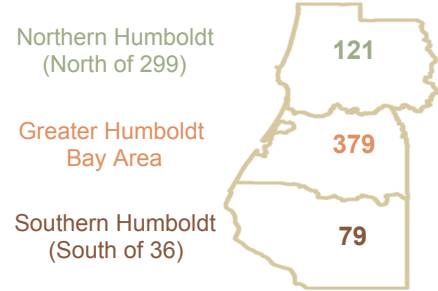 Northern Humboldt
(North of 299)
121
Greater Humboldt
Bay Area
379
Southern Humboldt
(South of 36)
79